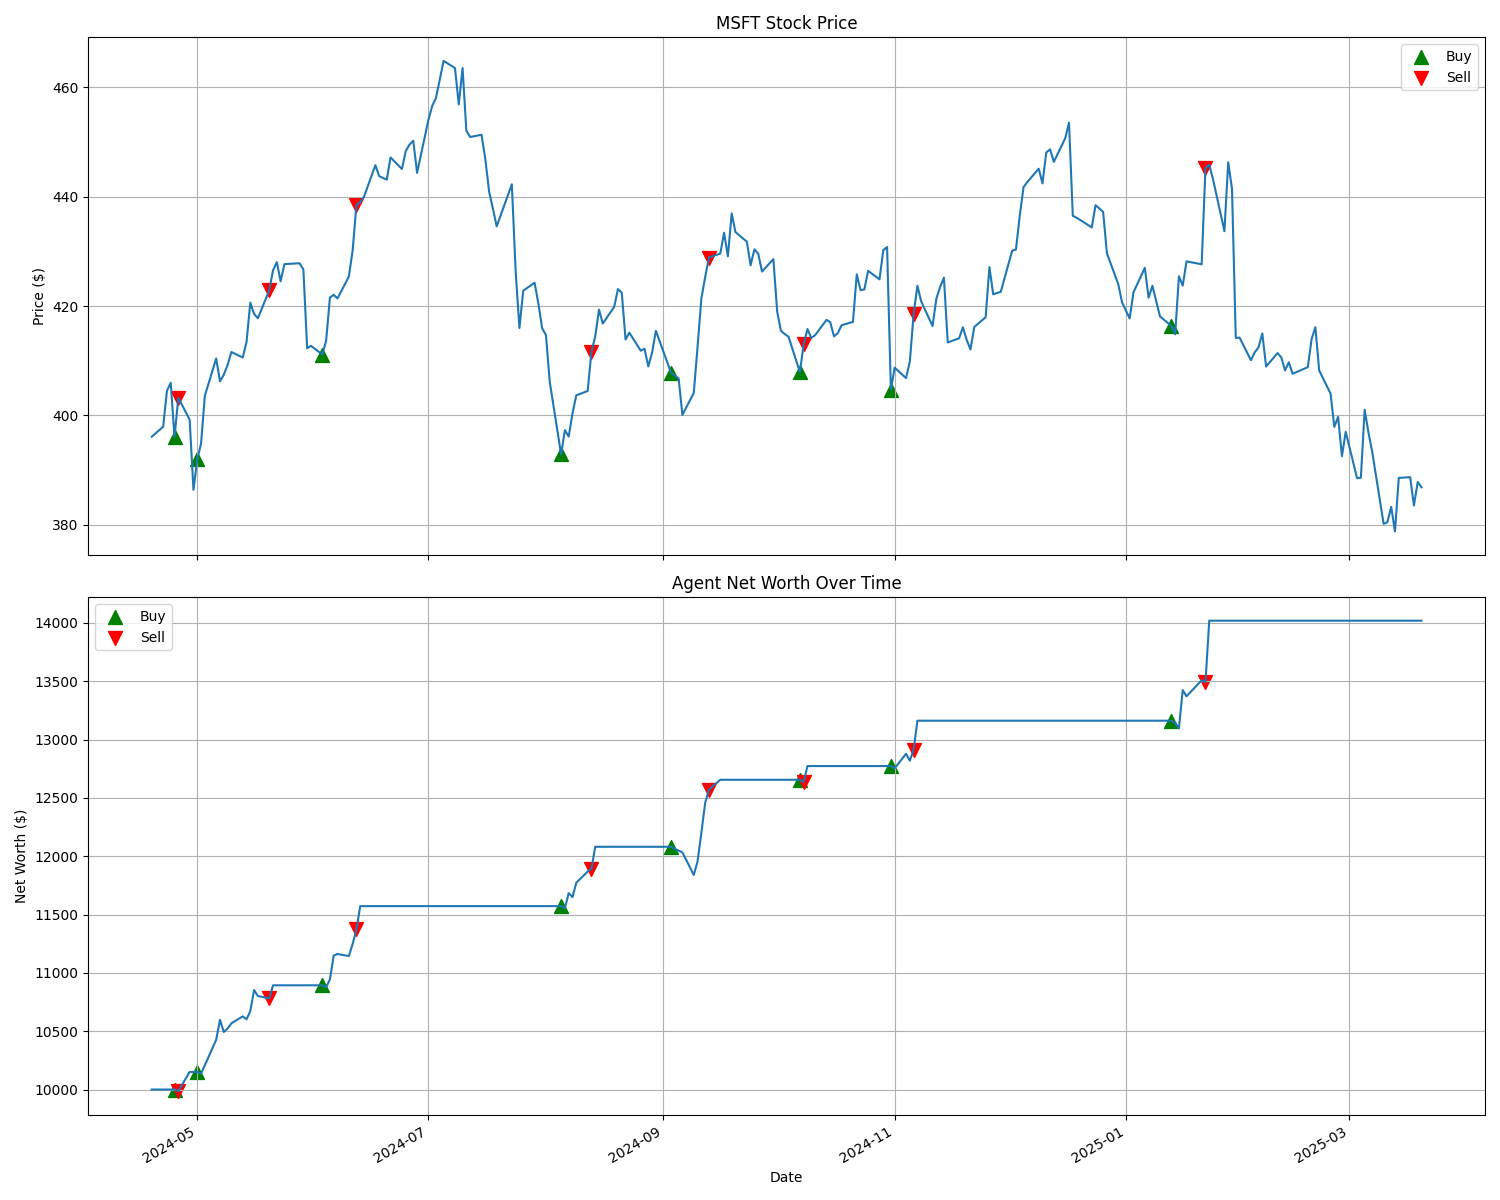 MSFT Stock Price
Buy
Sell
460
440
420
400
380
Price ($)
Agent Net Worth Over Time
Buy
Sell
14000
13500
13000
12500
12000
11500
11000
10500
10000
Net Worth ($)
2024-05
2024-07
2024-09
2024-11
2025-01
2025-03
Date